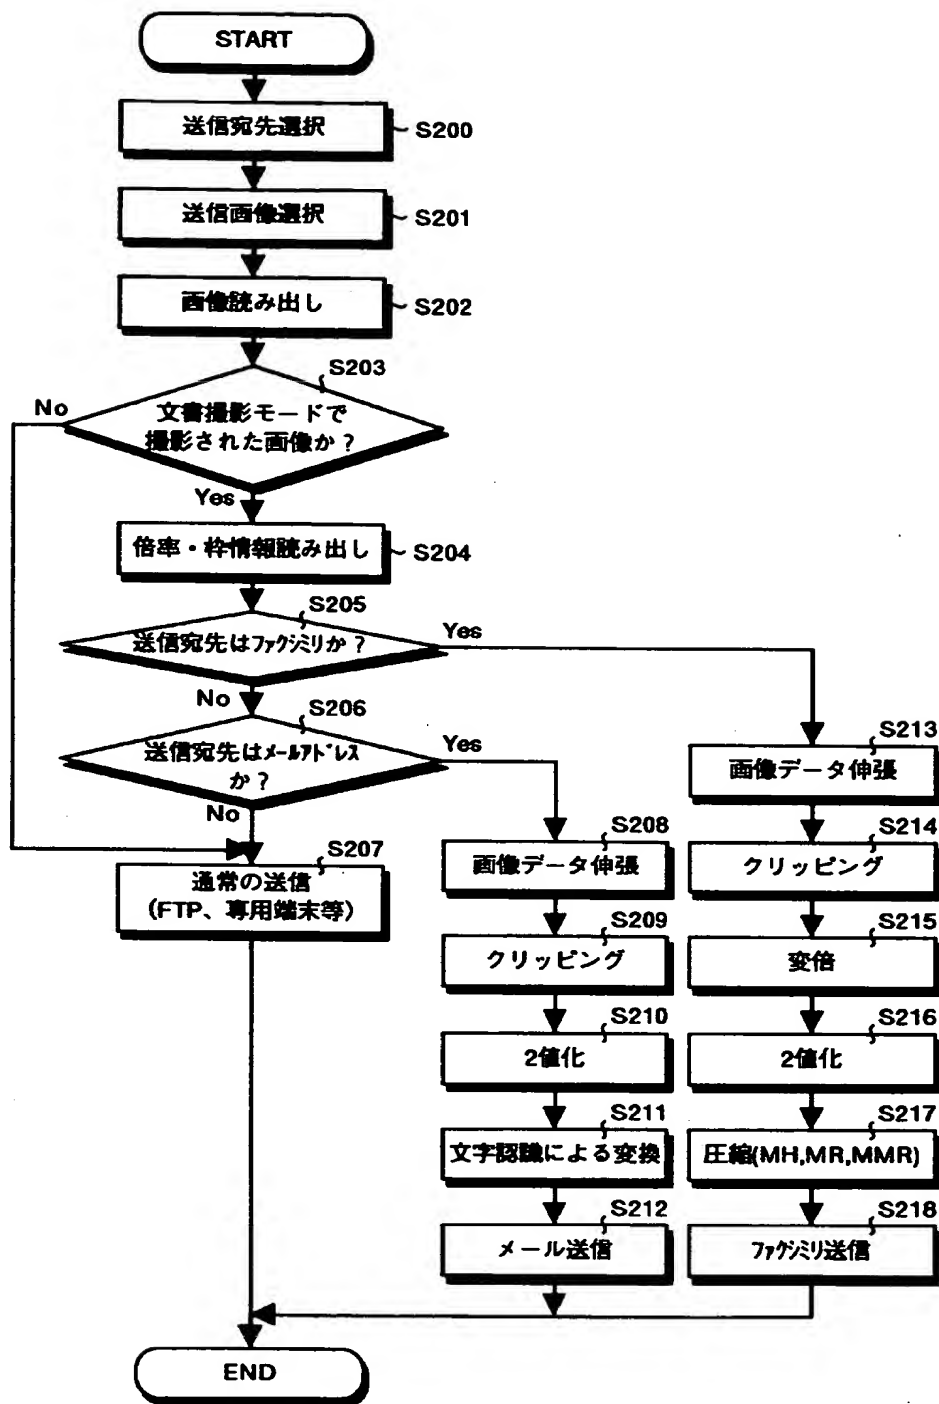 START
送信宛先選択
S200
送信画像選択
S201
画像読み出し
S202
S203
文書撮影モードで
撮影された画像か？
No
Yes
倍率・枠情報読み出し
S204
S205
送信宛先はファクシミリか？
Yes
No
S206
送信宛先はメールアドレス
か？
Yes
No
S207
通常の送信
（FTP、専用端末等）
S208
画像データ伸張
S209
クリッピング
S210
2値化
S211
文字認識による変換
S212
メール送信
S213
画像データ伸張
S214
クリッピング
S215
変倍
S216
2値化
S217
圧縮(MH,MR,MMR)
S218
ファクシミリ送信
END